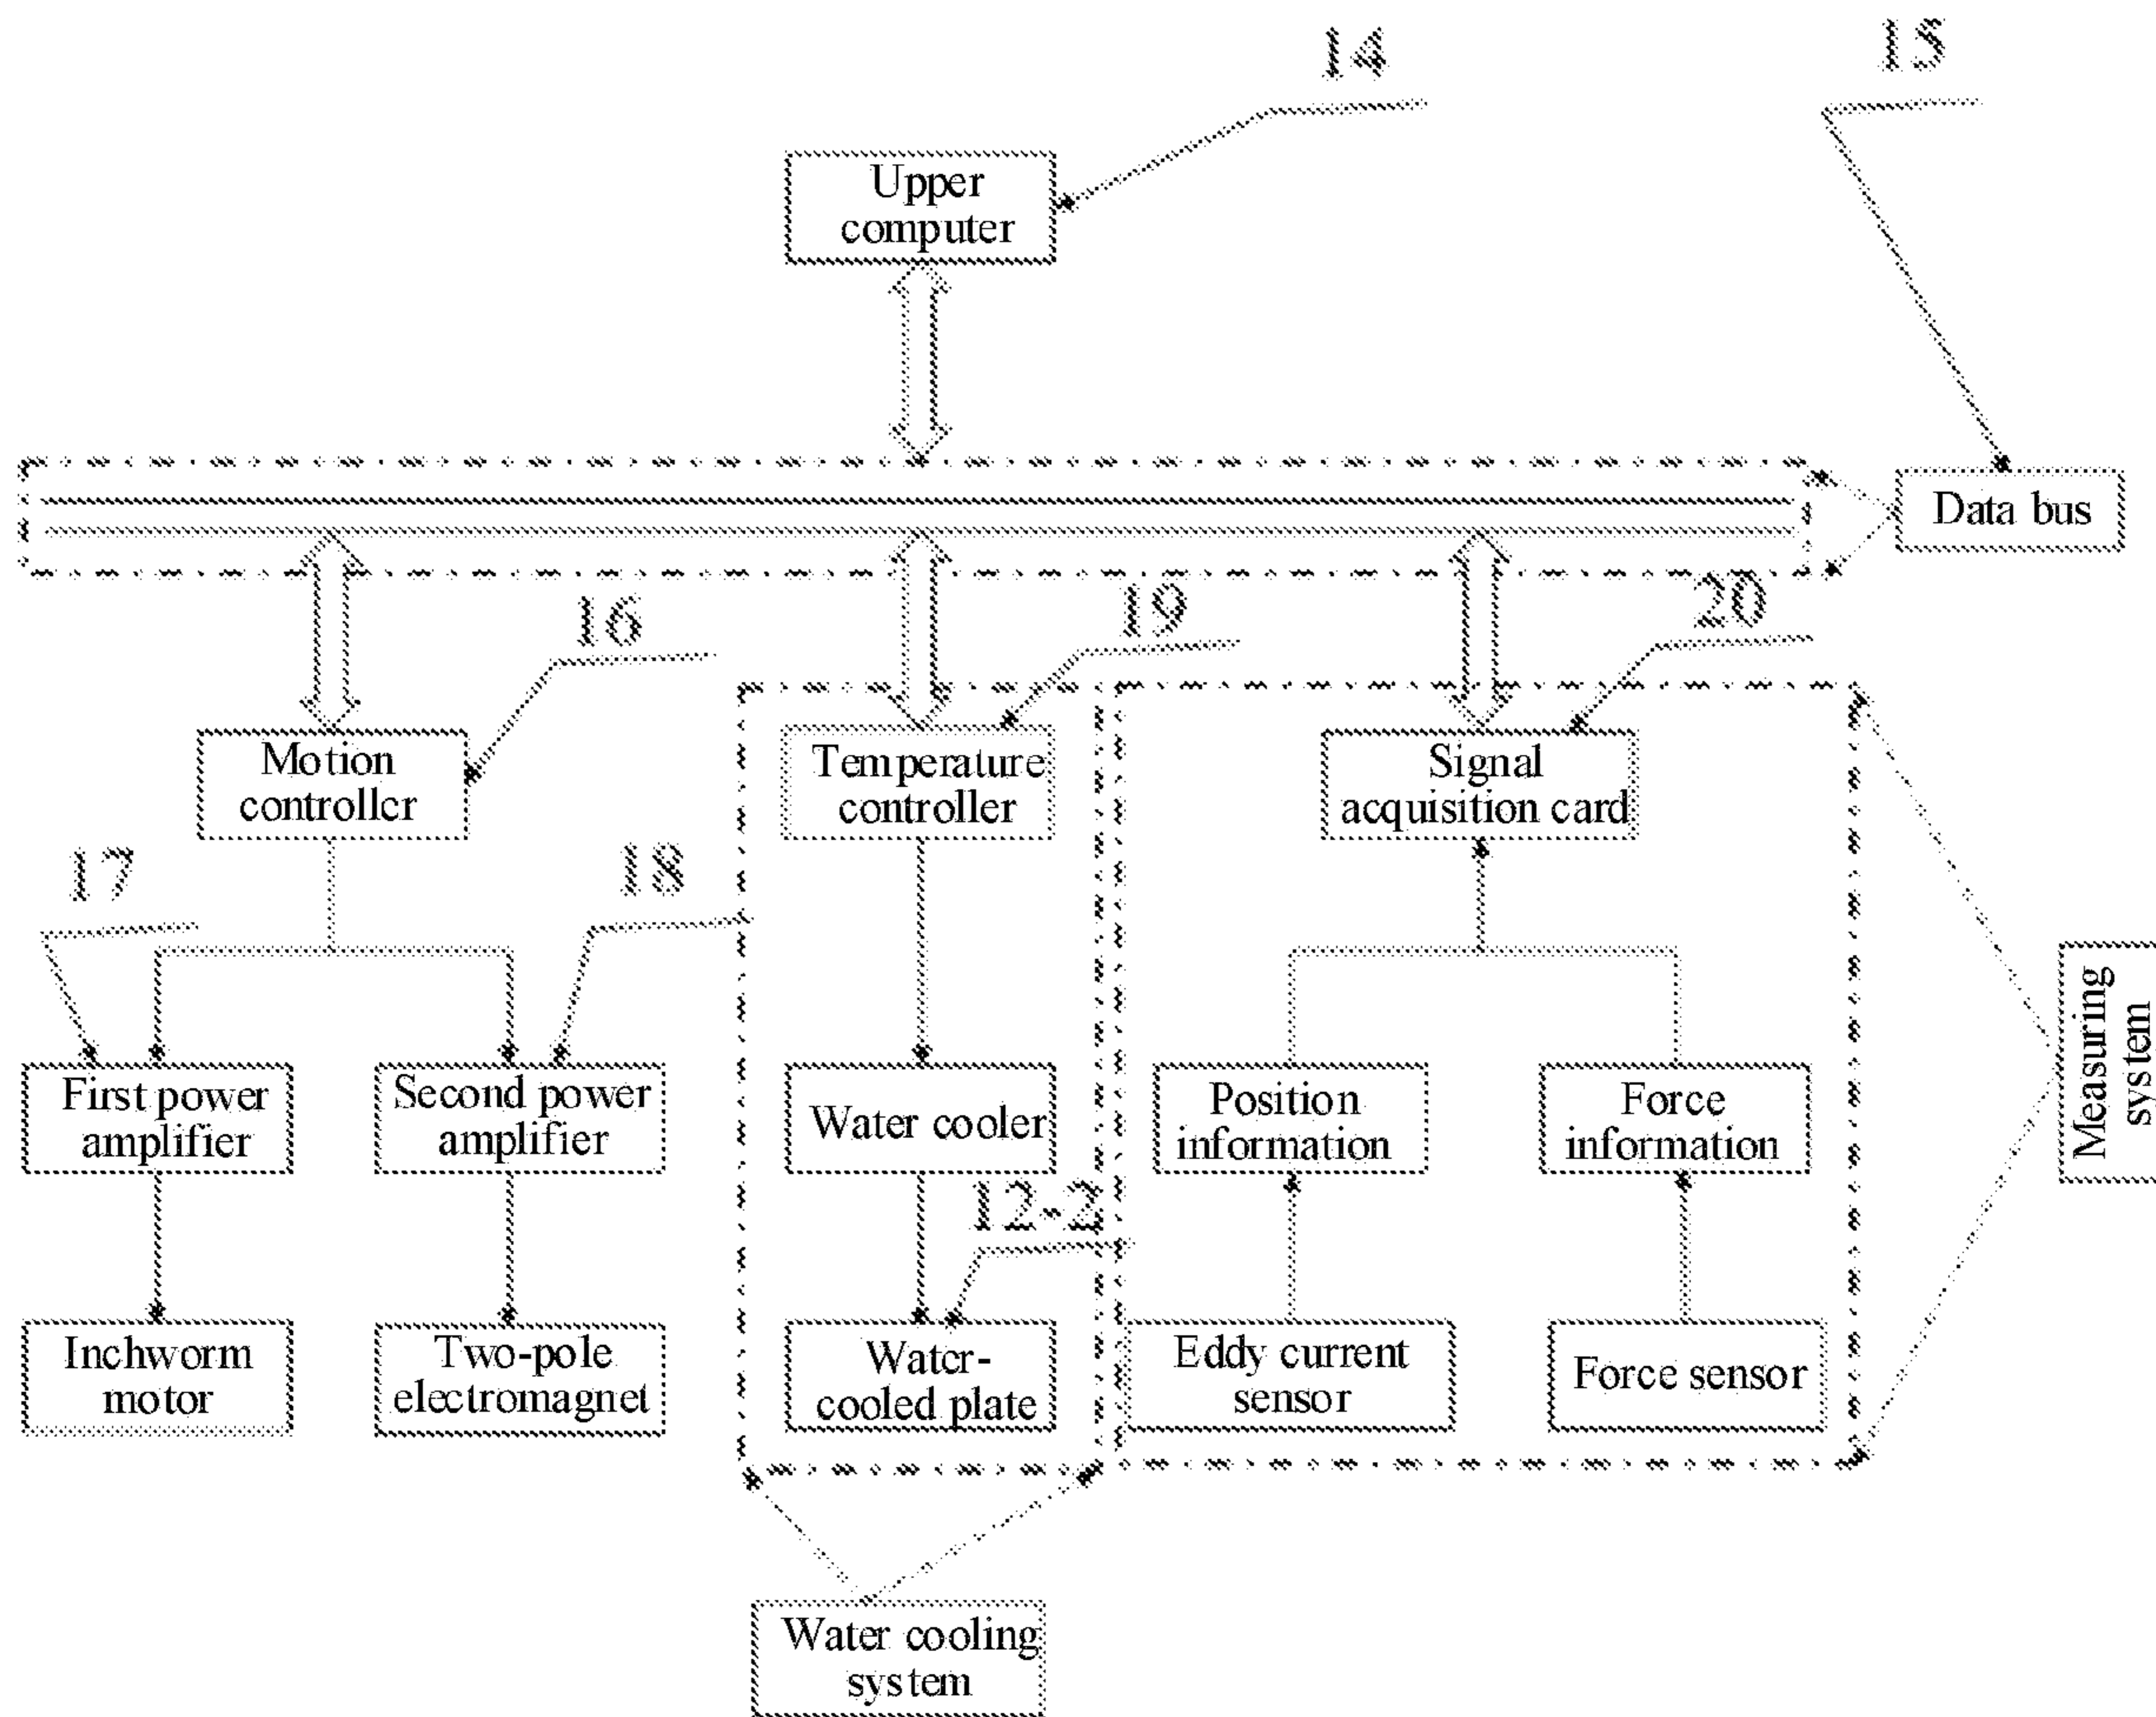 14
15
Upper
computer
Data bus
16
19
20
Motion
controller
Temperature
controller
Signal
acquisition card
17
18
First power
amplifier
Second power
amplifier
Water cooler
Position
information
Force
information
Measuring
system
12-2
Inchworm
motor
Two-pole
electromagnet
Water-
cooled plate
Eddy current
sensor
Force sensor
Water cooling
system